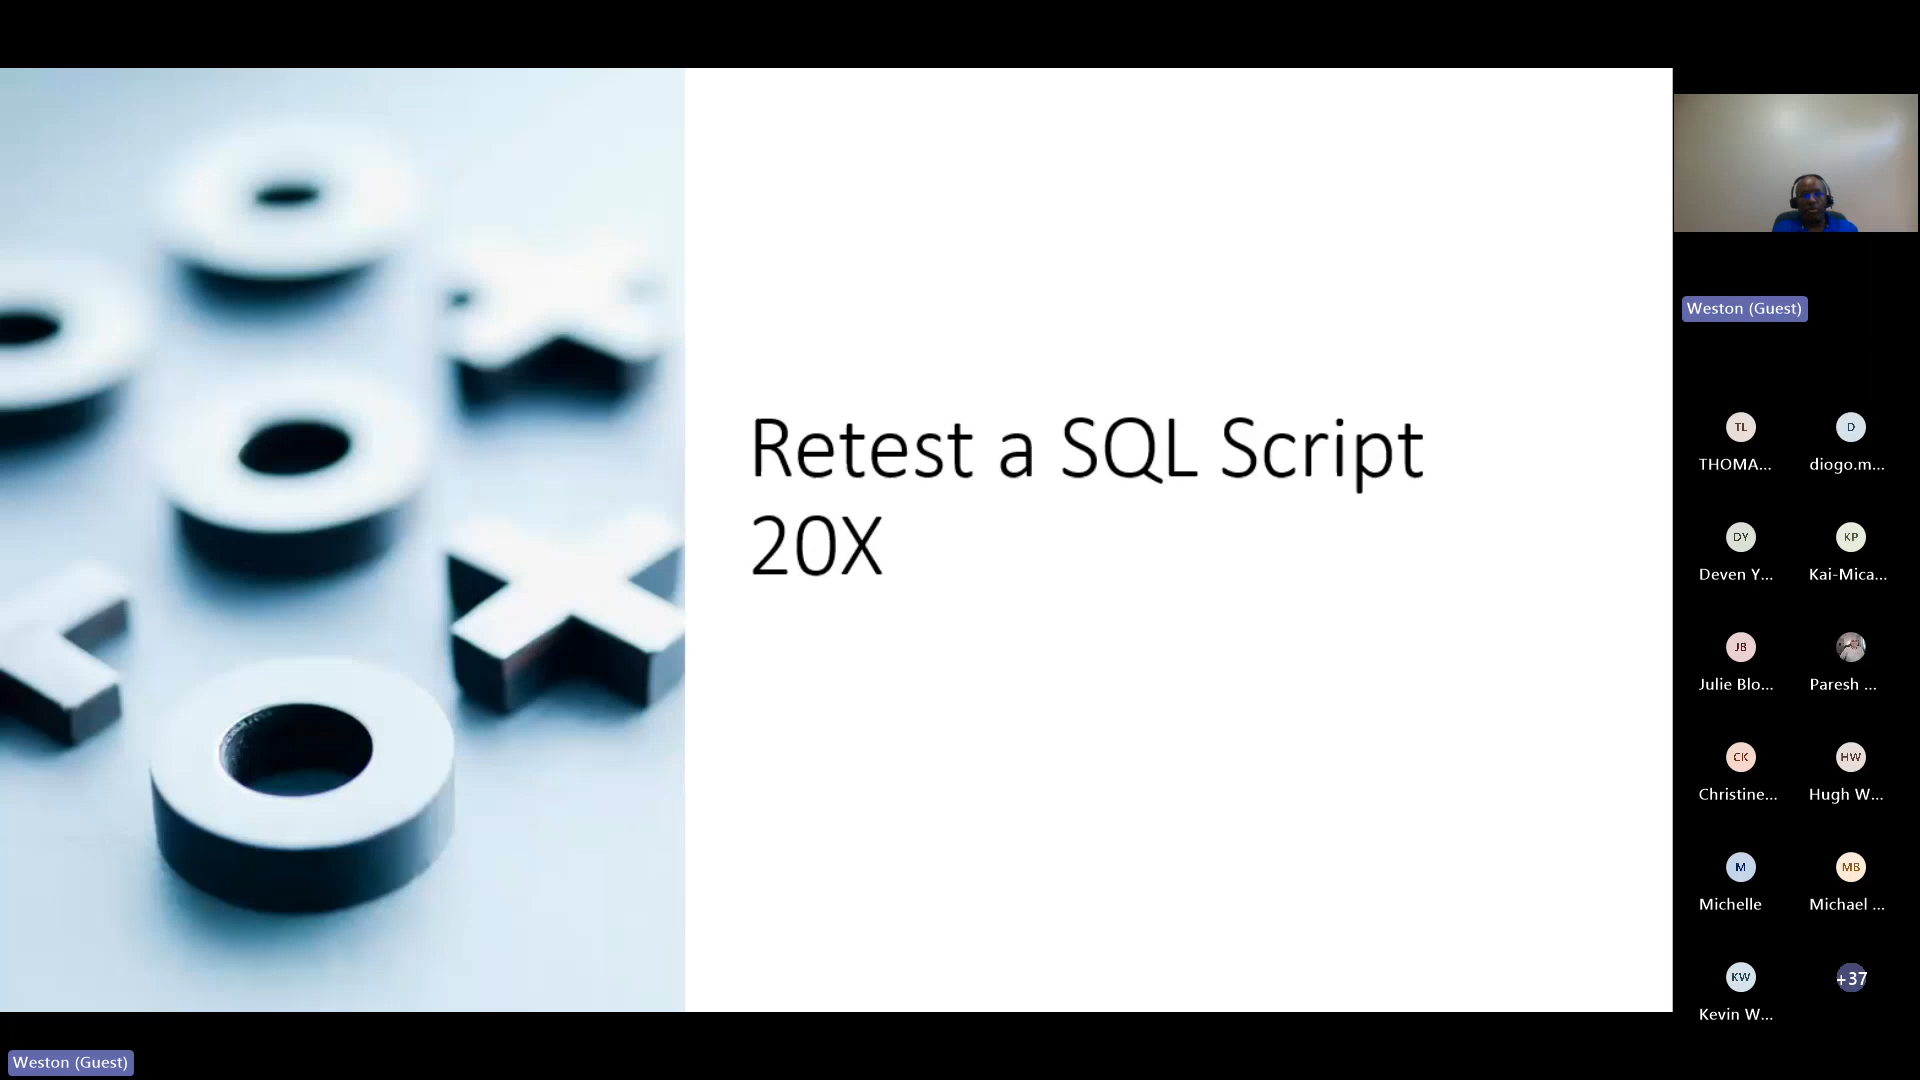 Retest a SQL Script
20X
Weston (Guest)
TL
THOMA...
D
diogo.m...
DY
Deven Y...
KP
Kai-Mica...
JB
Julie Blo...
Paresh ...
CK
Christine...
HW
Hugh W...
M
Michelle
MB
Michael ...
KW
Kevin W...
+37
Weston (Guest)